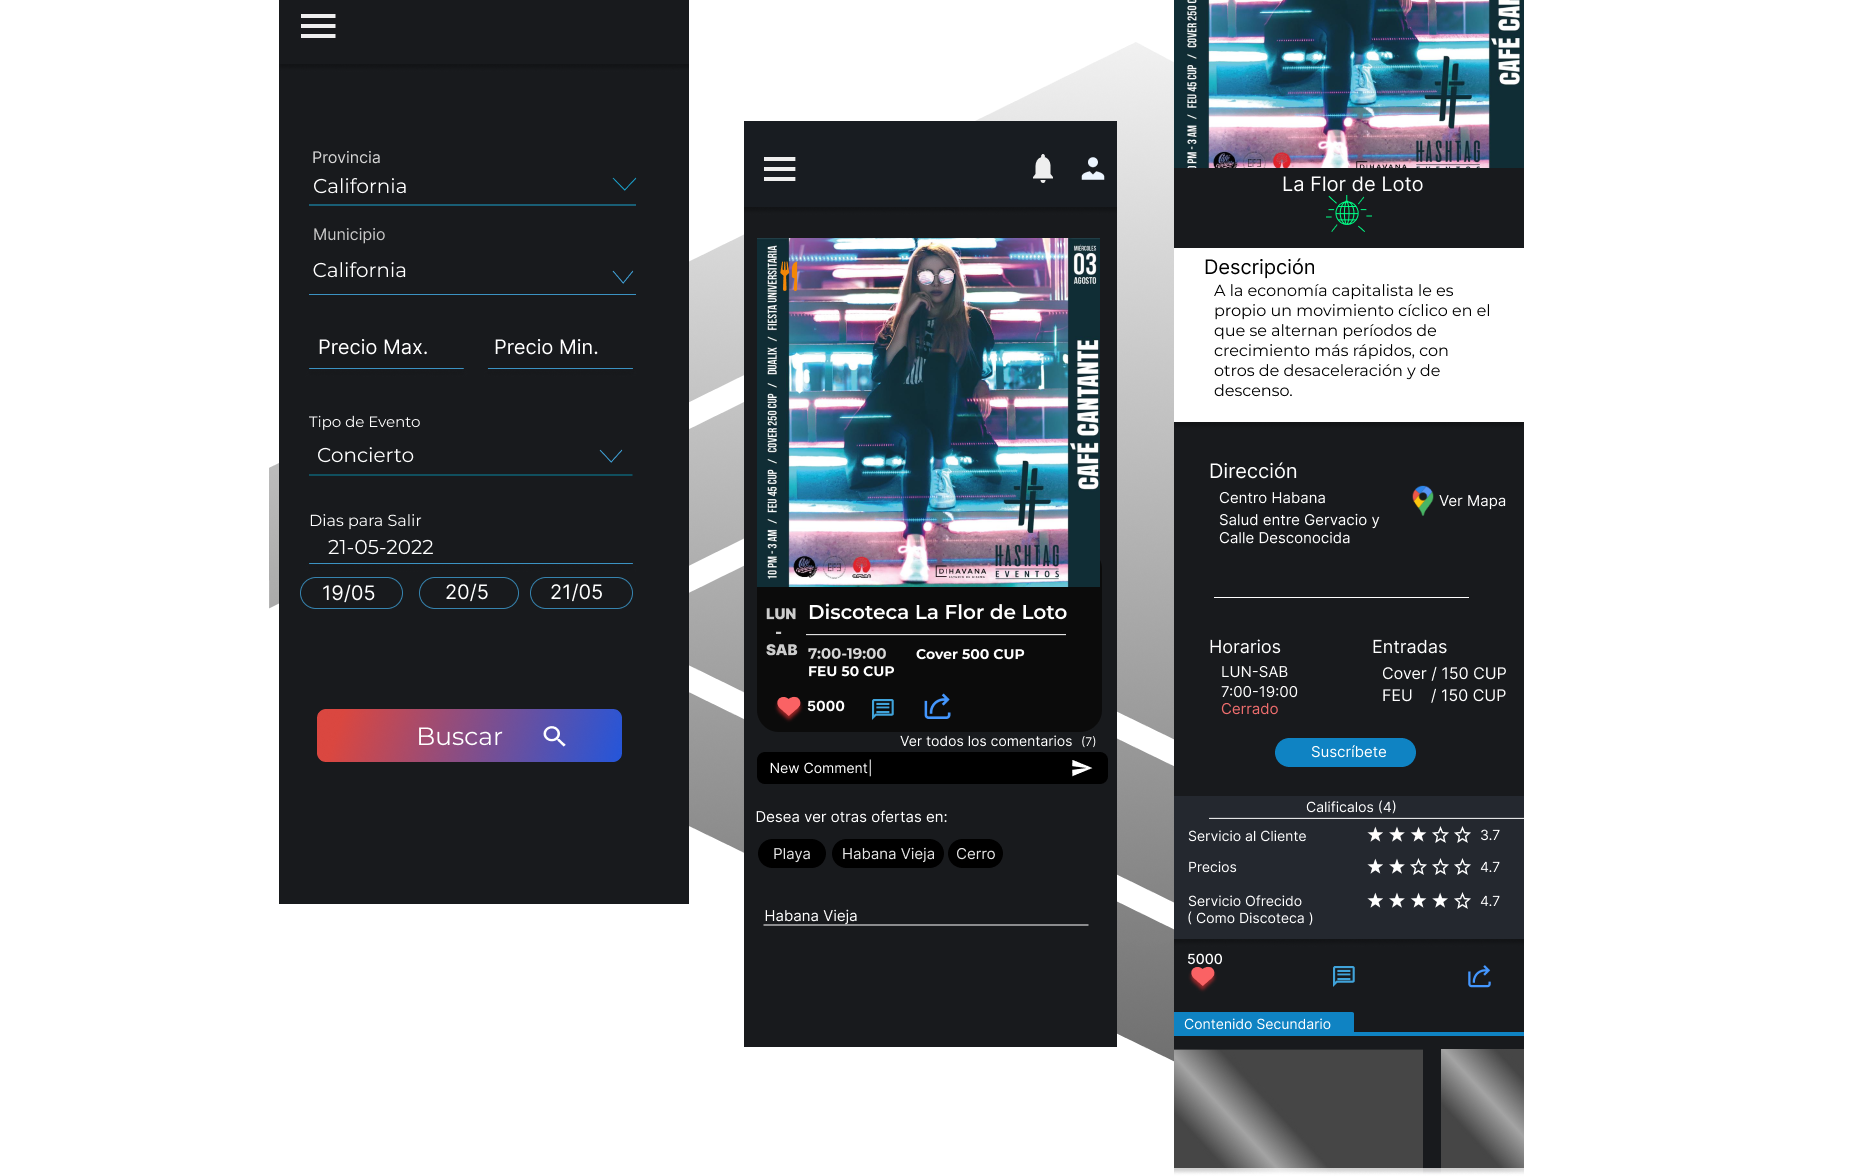 Provincia
California
Municipio
California
Precio Max.
Precio Min.
Tipo de Evento
Concierto
Dias para Salir
21-05-2022
19/05
20/5
21/05
Buscar
10 PM - 3 AM / FEU 45 CUP / COVER 250 CUP / DUALIX / FIESTA UNIVERSITARIA
MIÉRCOLES
03
AGOSTO
CAFÉ CANTANTE
#
DIHAVANA
HASHTAG
EVENTOS
LUN
-
SAB
Discoteca La Flor de Loto
7:00-19:00
Cover 500 CUP
FEU 50 CUP
5000
Ver todos los comentarios (7)
New Comment|
Desea ver otras ofertas en:
Playa
Habana Vieja
Cerro
Habana Vieja
PM - 3 AM / FEU 45 CUP / COVER 250
CAFÉ CA
#
DIHAVANA
HASHTAG
La Flor de Loto
Descripción
A la economía capitalista le es
propio un movimiento cíclico en el
que se alternan períodos de
crecimiento más rápidos, con
otros de desaceleración y de
descenso.
Dirección
Centro Habana
Salud entre Gervacio y
Calle Desconocida
Ver Mapa
Horarios
LUN-SAB
7:00-19:00
Cerrado
Entradas
Cover / 150 CUP
FEU / 150 CUP
Suscríbete
Calificalos (4)
Servicio al Cliente
3.7
Precios
4.7
Servicio Ofrecido
( Como Discoteca )
4.7
5000
Contenido Secundario